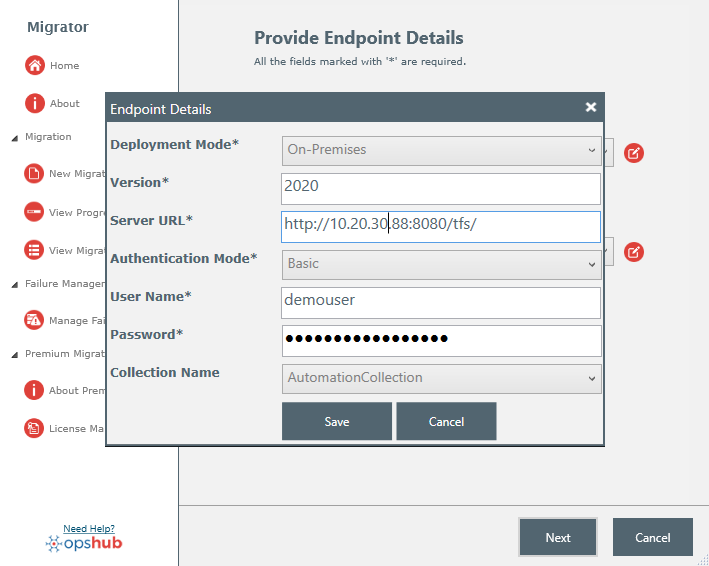 Migrator
Home
About
Migration
New Migrat
View Progre
View Migrat
Failure Manager
Manage Fai
Premium Migrat
About Prem
License Ma
Need Help?
opshub
Provide Endpoint Details
All the fields marked with '*' are required.
Endpoint Details
Deployment Mode* On-Premises
Version* 2020
Server URL* http://10.20.30.88:8080/tfs/
Authentication Mode* Basic
User Name* demouser
Password* ●●●●●●●●●●●●●●●●●
Collection Name AutomationCollection
Save Cancel
Next Cancel